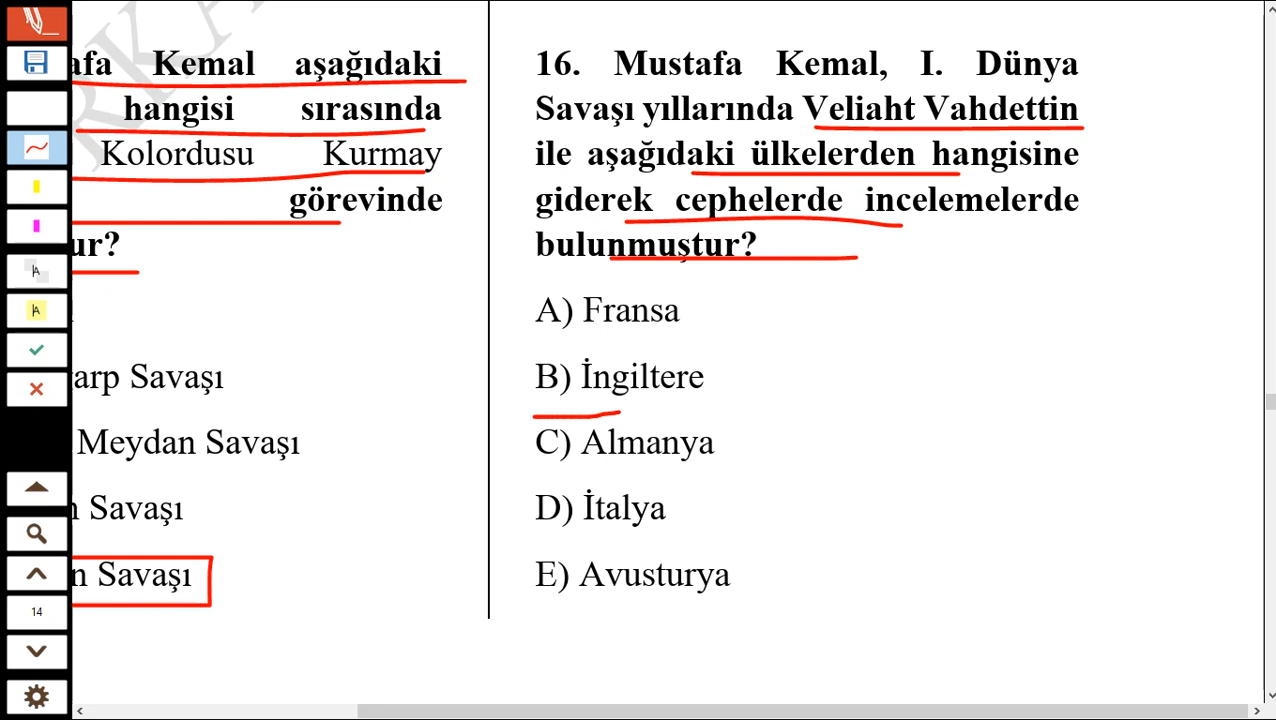 afa Kemal aşağıdaki
hangisi sırasında
Kolordusu Kurmay
görevinde
ur?
arp Savaşı
Meydan Savaşı
Savaşı
Savaşı
16. Mustafa Kemal, I. Dünya
Savaşı yıllarında Veliaht Vahdettin
ile aşağıdaki ülkelerden hangisine
giderek cephelerde incelemelerde
bulunmuştur?
A) Fransa
B) İngiltere
C) Almanya
D) İtalya
E) Avusturya
14